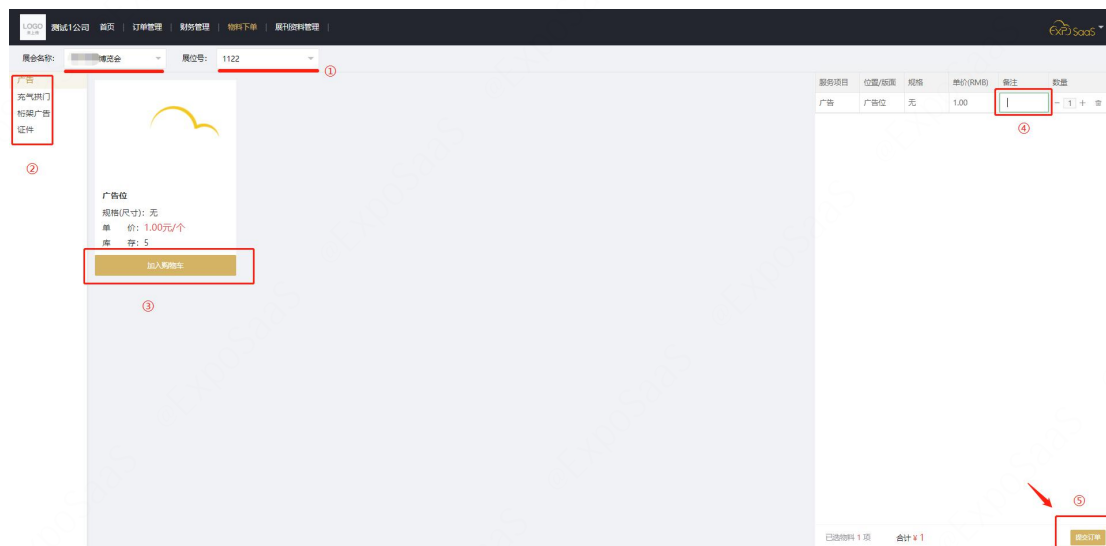 LOGO 测试1公司 首页 | 订单管理 | 财务管理 | 物料下单 | 展刊资料管理 | EXPO SaaS
展会名称: 博览会 展位号: 1122 ①
广告
充气拱门
桁架广告
证件
②
广告位
规格(尺寸): 无
单 价: 1.00元/个
库 存: 5
加入购物车
③
服务项目 位置/版面 规格 单价(RMB) 备注 数量
广告 广告位 无 1.00 - 1 +
④
⑤
已选物料 1 项 合计 ¥ 1 提交订单